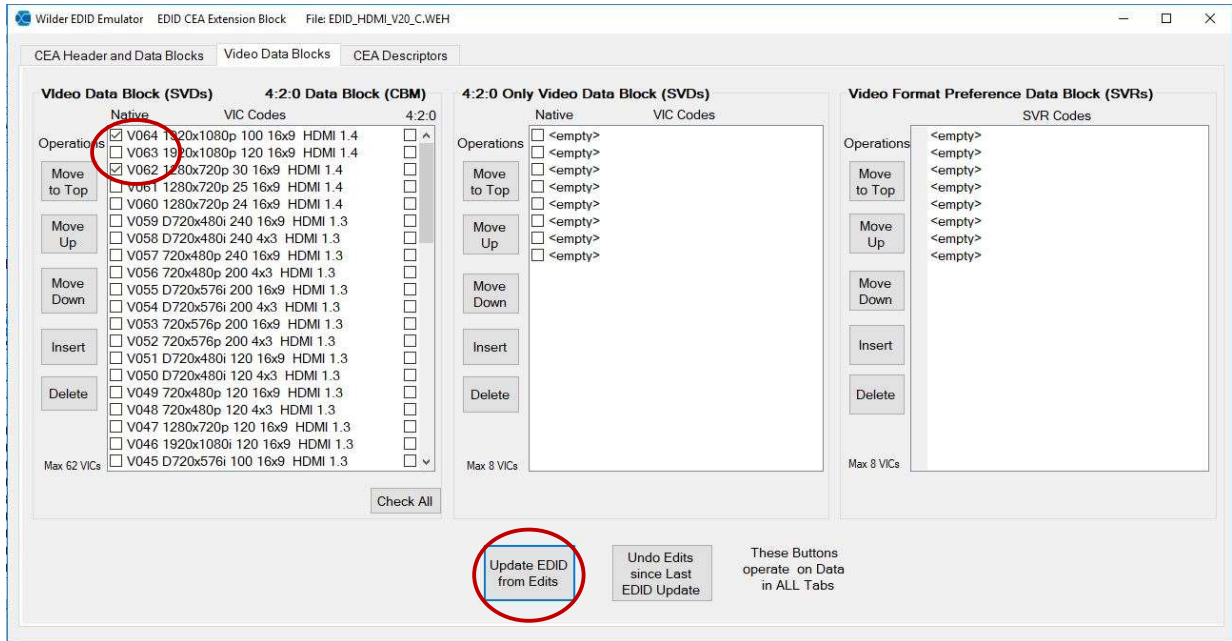 Wilder EDID Emulator EDID CEA Extension Block File: EDID_HDMI_V20_C.WEH
CEA Header and Data Blocks Video Data Blocks CEA Descriptors
VIdeo Data Block (SVDs) 4:2:0 Data Block (CBM)
Native VIC Codes 4:2:0
Operations
V064 1920x1080p 100 16x9 HDMI 1.4
V063 1920x1080p 120 16x9 HDMI 1.4
V062 1280x720p 30 16x9 HDMI 1.4
V061 1280x720p 25 16x9 HDMI 1.4
V060 1280x720p 24 16x9 HDMI 1.4
V059 D720x480i 240 16x9 HDMI 1.3
V058 D720x480i 240 4x3 HDMI 1.3
V057 720x480p 240 16x9 HDMI 1.3
V056 720x480p 200 4x3 HDMI 1.3
V055 D720x576i 200 16x9 HDMI 1.3
V054 D720x576i 200 4x3 HDMI 1.3
V053 720x576p 200 16x9 HDMI 1.3
V052 720x576p 200 4x3 HDMI 1.3
V051 D720x480i 120 16x9 HDMI 1.3
V050 D720x480i 120 4x3 HDMI 1.3
V049 720x480p 120 16x9 HDMI 1.3
V048 720x480p 120 4x3 HDMI 1.3
V047 1280x720p 120 16x9 HDMI 1.3
V046 1920x1080i 120 16x9 HDMI 1.3
V045 D720x576i 100 16x9 HDMI 1.3
Move
to Top
Move
Up
Move
Down
Insert
Delete
Max 62 VICs
Check All
4:2:0 Only Video Data Block (SVDs)
Native VIC Codes
Operations
<empty>
<empty>
<empty>
<empty>
<empty>
<empty>
<empty>
<empty>
Move
to Top
Move
Up
Move
Down
Insert
Delete
Max 8 VICs
Video Format Preference Data Block (SVRs)
SVR Codes
Operations
<empty>
<empty>
<empty>
<empty>
<empty>
<empty>
<empty>
<empty>
Move
to Top
Move
Up
Move
Down
Insert
Delete
Max 8 VICs
Update EDID
from Edits
Undo Edits
since Last
EDID Update
These Buttons
operate on Data
in ALL Tabs